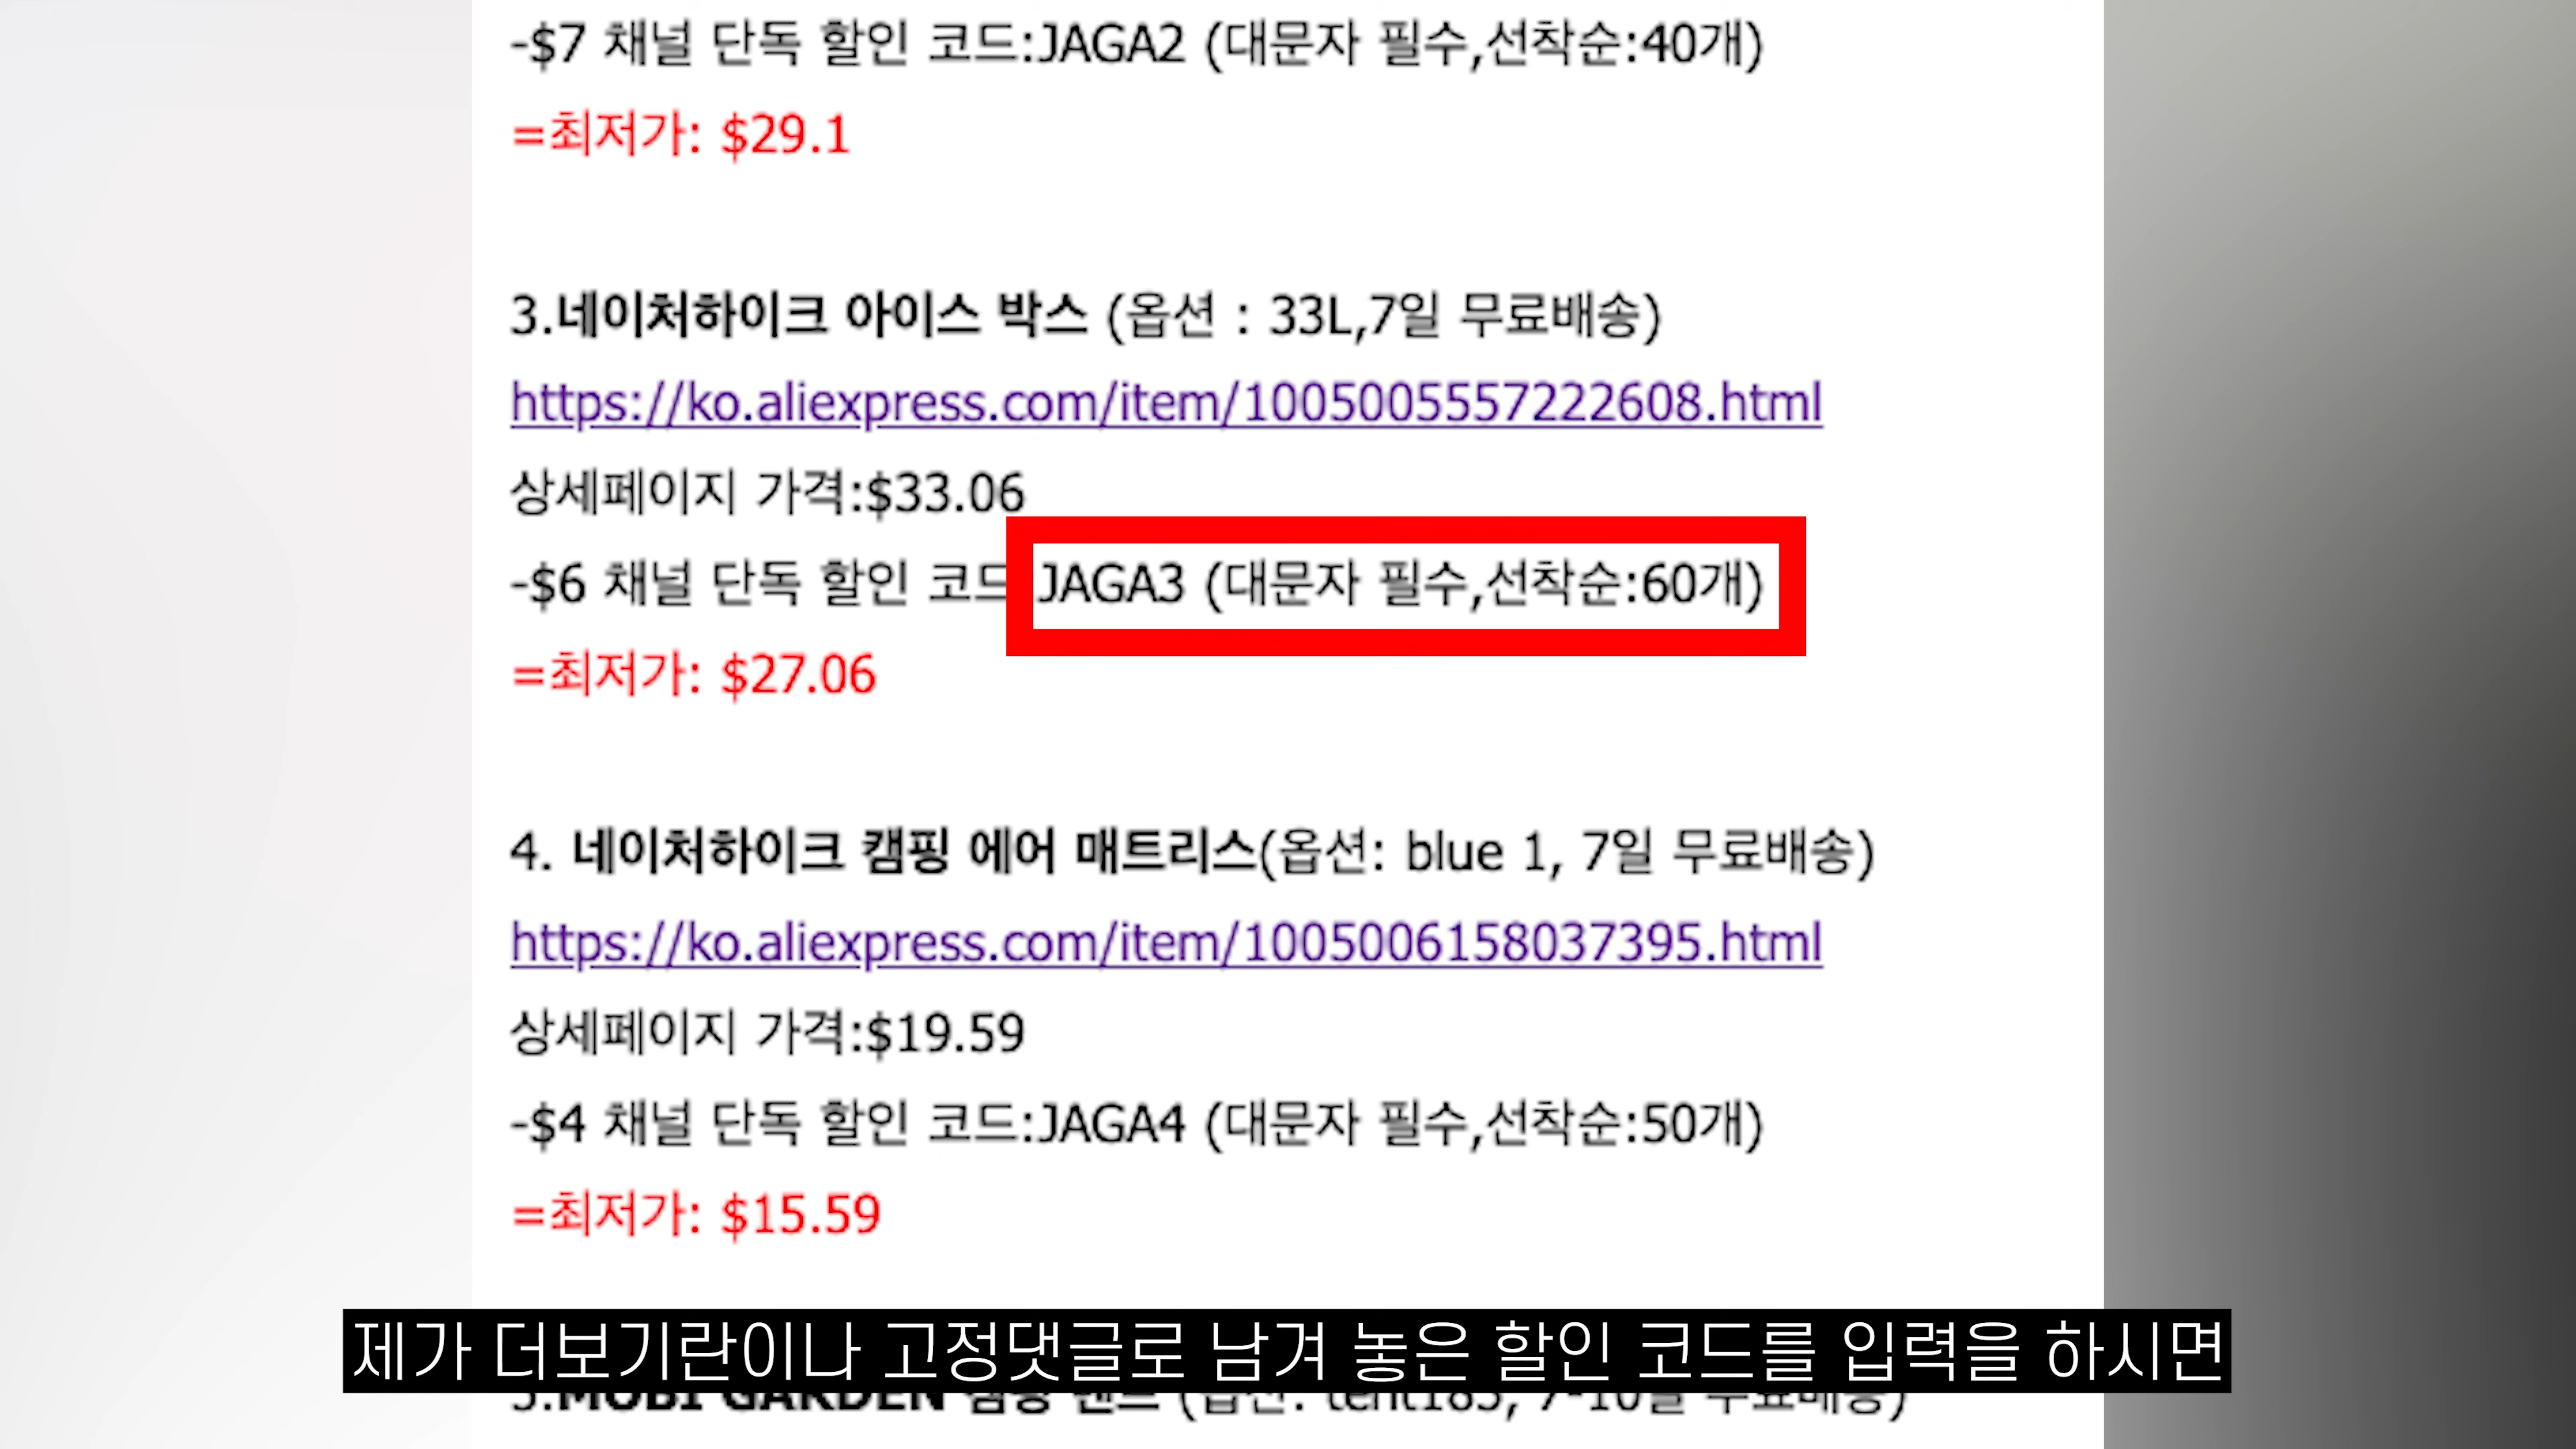 -$7 채널 단독 할인 코드:JAGA2 (대문자 필수,선착순:40개)
=최저가: $29.1
3.네이처하이크 아이스 박스 (옵션 : 33L,7일 무료배송)
https://ko.aliexpress.com/item/1005005557222608.html
상세페이지 가격:$33.06
-$6 채널 단독 할인 코드 JAGA3 (대문자 필수,선착순:60개)
=최저가: $27.06
4. 네이처하이크 캠핑 에어 매트리스(옵션: blue 1, 7일 무료배송)
https://ko.aliexpress.com/item/1005006158037395.html
상세페이지 가격:$19.59
-$4 채널 단독 할인 코드:JAGA4 (대문자 필수,선착순:50개)
=최저가: $15.59
제가 더보기란이나 고정댓글로 남겨 놓은 할인 코드를 입력을 하시면
MOBI GARDEN 캠핑 텐트